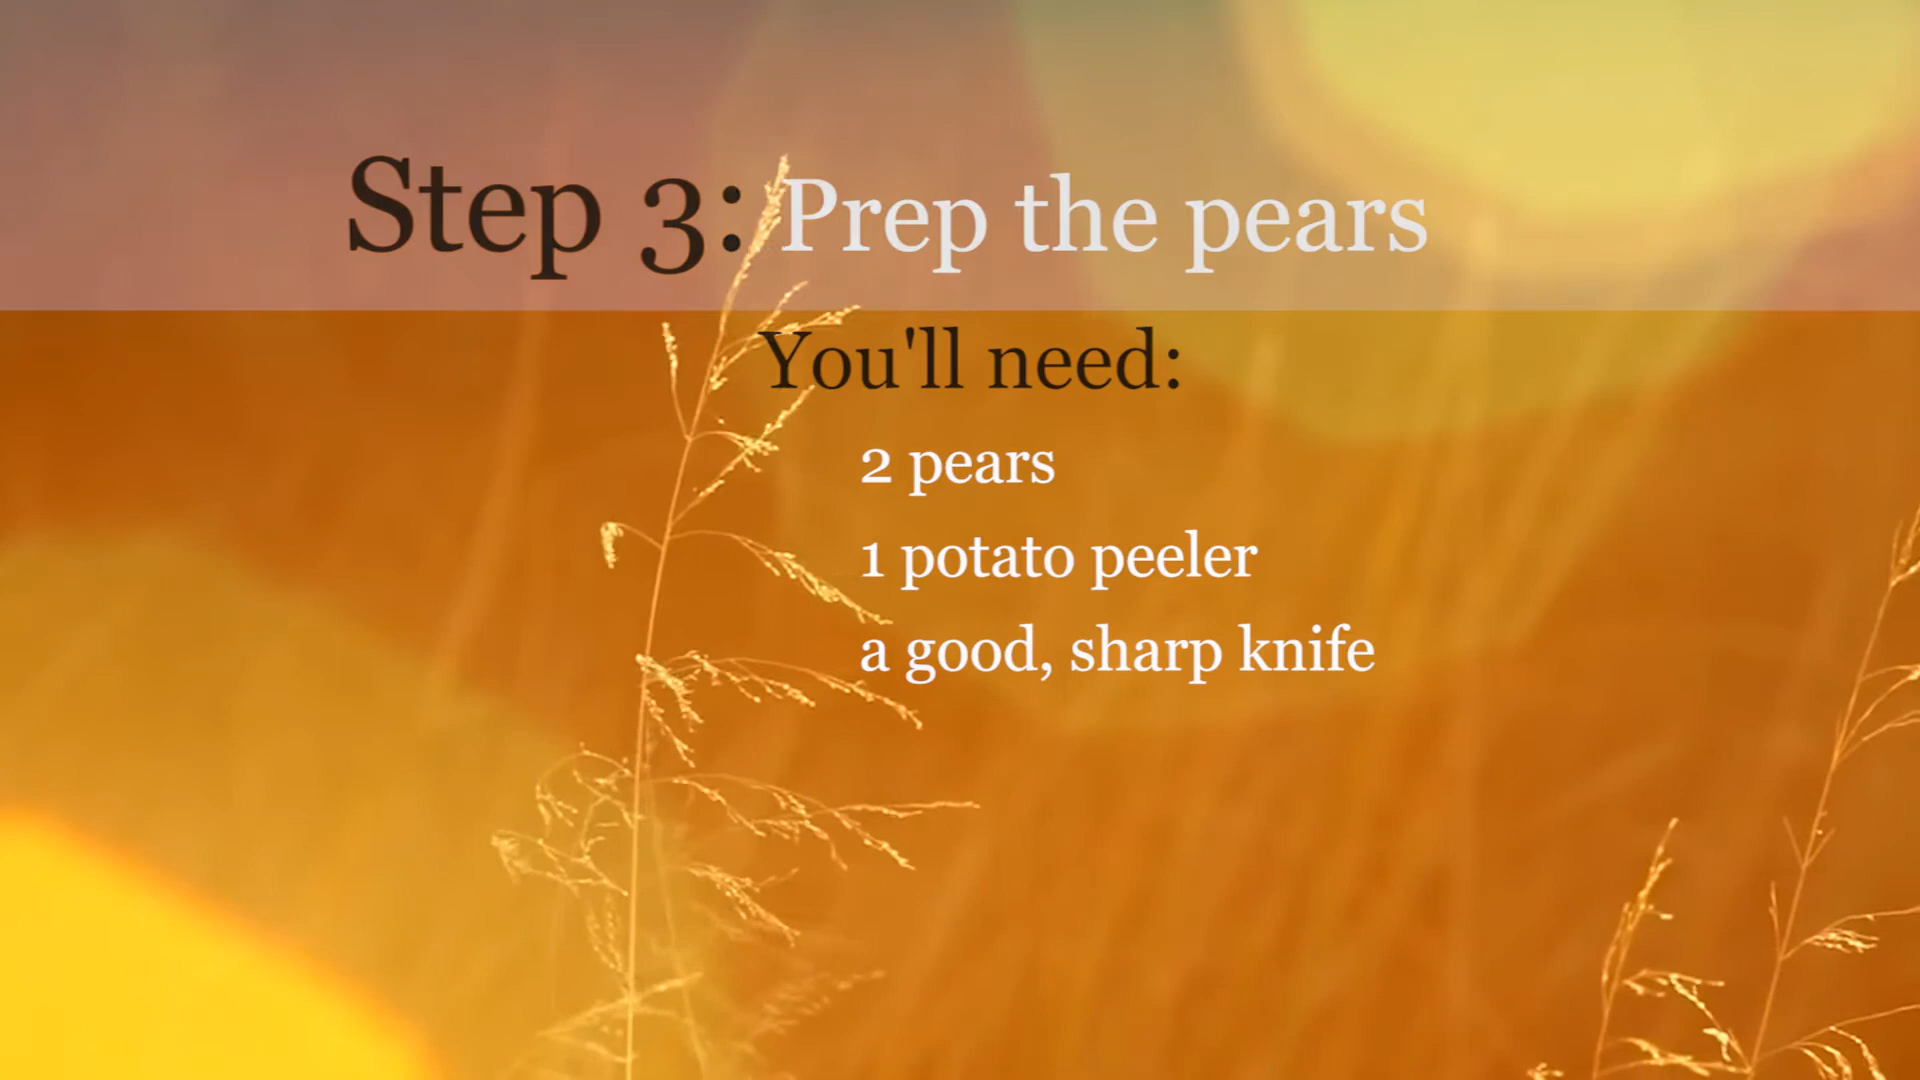 Step 3: Prep the pears
You'll need:
2 pears
1 potato peeler
a good, sharp knife